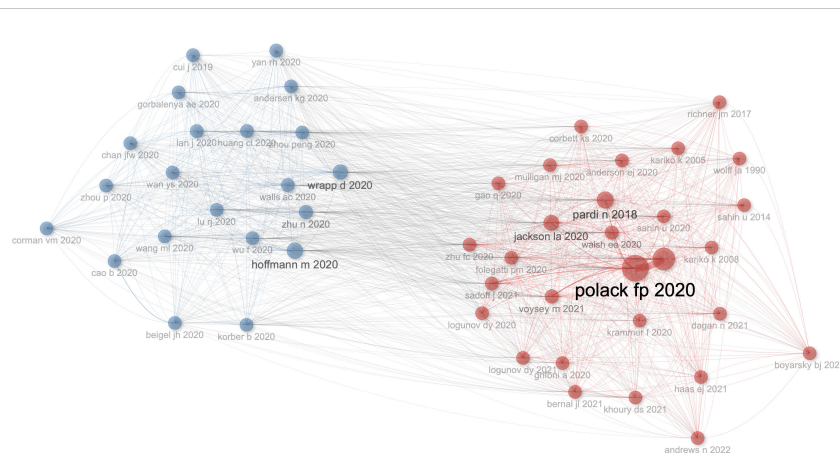 cui j 2019
yan rh 2020
gorbalenya ae 2020
andersen kg 2020
lan j 2020
huang cl 2020
zhou peng 2020
chan jfw 2020
wan ys 2020
walls ac 2020
wrapp d 2020
zhou p 2020
lu rj 2020
zhu n 2020
corman vm 2020
wang ml 2020
wu f 2020
hoffmann m 2020
cao b 2020
beigel jh 2020
korber b 2020
richner jm 2017
corbett ks 2020
kariko k 2005
mulligan mj 2020
anderson ej 2020
wolff ja 1990
gao q 2020
pardi n 2018
sahin u 2014
jackson la 2020
sahin u 2020
walsh ee 2020
zhu fc 2020
folegatti pm 2020
kariko k 2008
polack fp 2020
sadoff j 2021
voysey m 2021
logunov dy 2020
krammer f 2020
dagan n 2021
logunov dy 2021
grifoni a 2020
boyarsky bj 202
haas ej 2021
bernal jl 2021
khoury ds 2021
andrews n 2022